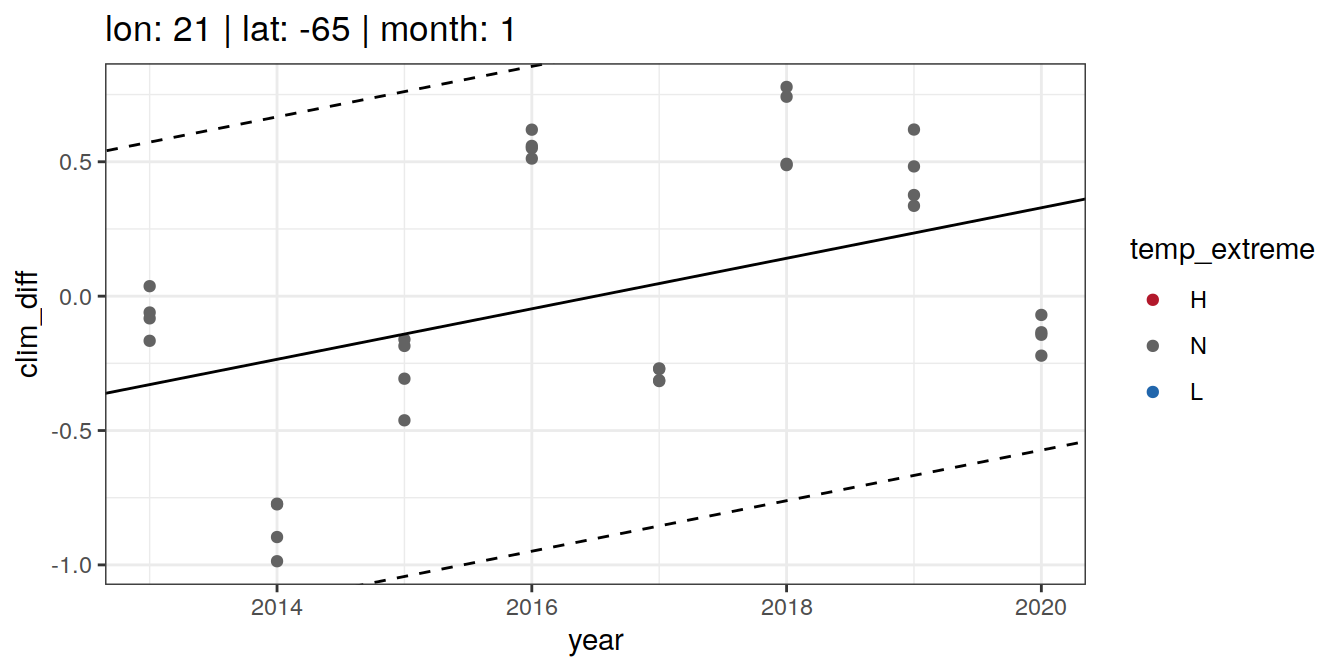 lon: 21 | lat: -65 | month: 1
clim_diff
0.5
0.0
-0.5
-1.0
2014 2016 2018 2020
year
temp_extreme
H
N
L